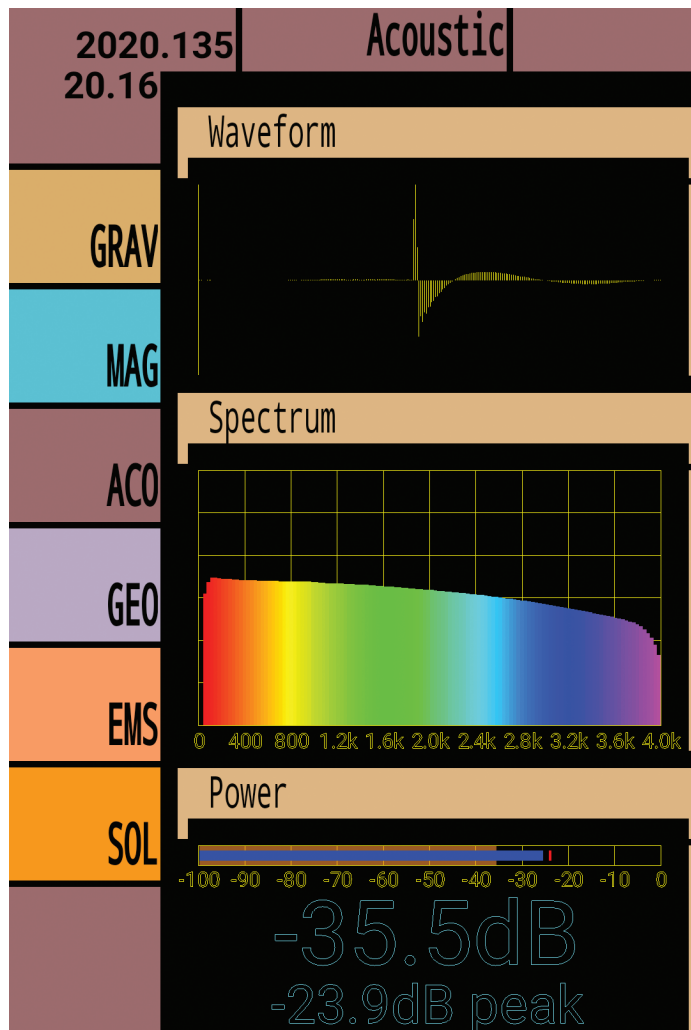 2020.135
20.16
Acoustic
Waveform
GRAV
MAG
Spectrum
ACO
GEO
EMS
0 400 800 1.2k 1.6k 2.0k 2.4k 2.8k 3.2k 3.6k 4.0k
Power
SOL
-100 -90 -80 -70 -60 -50 -40 -30 -20 -10 0
-35.5dB
-23.9dB peak